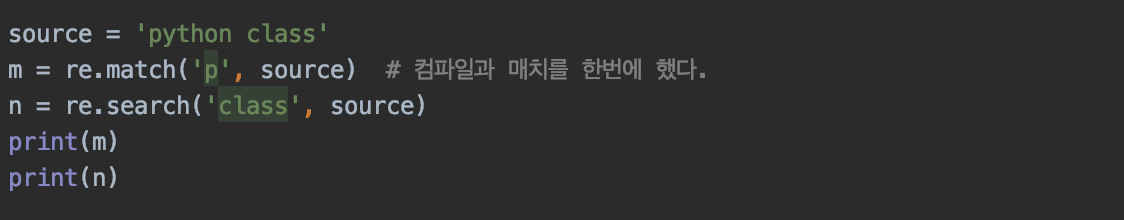 source = 'python class'
m = re.match('p', source)  # 컴파일과 매치를 한번에 했다.
n = re.search('class', source)
print(m)
print(n)